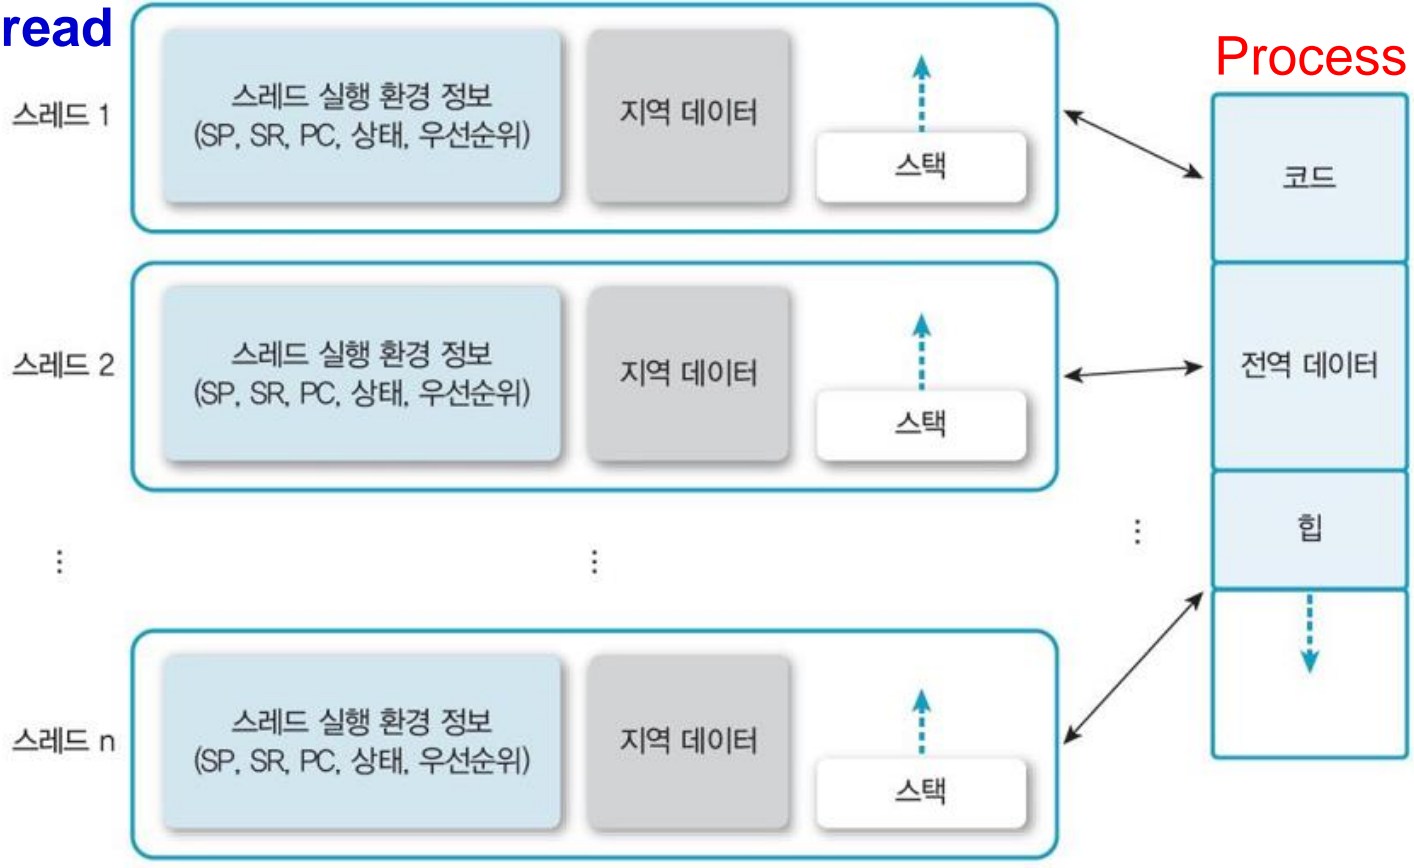 read
Process
스레드 1
스레드 실행 환경 정보
(SP, SR, PC, 상태, 우선순위)
지역 데이터
스택
코드
스레드 2
스레드 실행 환경 정보
(SP, SR, PC, 상태, 우선순위)
지역 데이터
스택
전역 데이터
힙
⋮
⋮
⋮
스레드 n
스레드 실행 환경 정보
(SP, SR, PC, 상태, 우선순위)
지역 데이터
스택